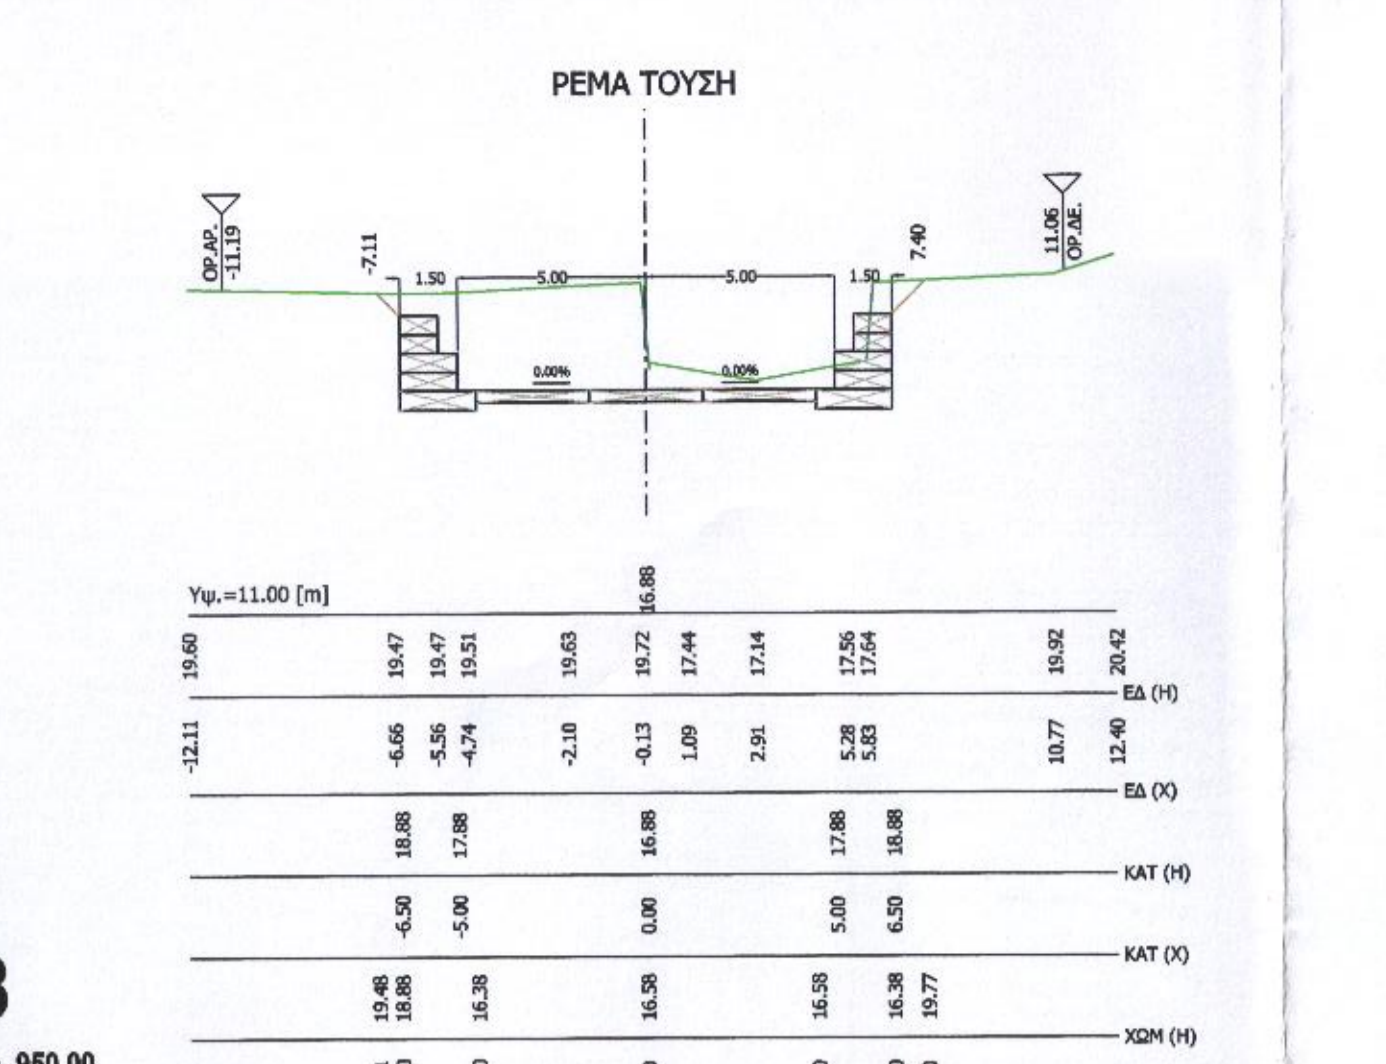 ΡΕΜΑ ΤΟΥΣΗ
ΟΡ.ΑΡ.
-11.19
-7.11
7.40
11.06
ΟΡ.ΔΕ.
1.50
5.00
5.00
1.50
0.00%
0.00%
16.88
Υψ.=11.00 [m]
19.60 19.47 19.47 19.51 19.63 19.72 17.44 17.14 17.56 17.64 19.92 20.42 ΕΔ (Η)
-12.11 -6.66 -5.56 -4.74 -2.10 -0.13 1.09 2.91 5.28 5.83 10.77 12.40 ΕΔ (Χ)
18.88 17.88 16.88 17.88 18.88 ΚΑΤ (Η)
-6.50 -5.00 0.00 5.00 6.50 ΚΑΤ (Χ)
19.48 18.88 16.38 16.58 16.58 16.38 19.77 ΧΩΜ (Η)
950.00